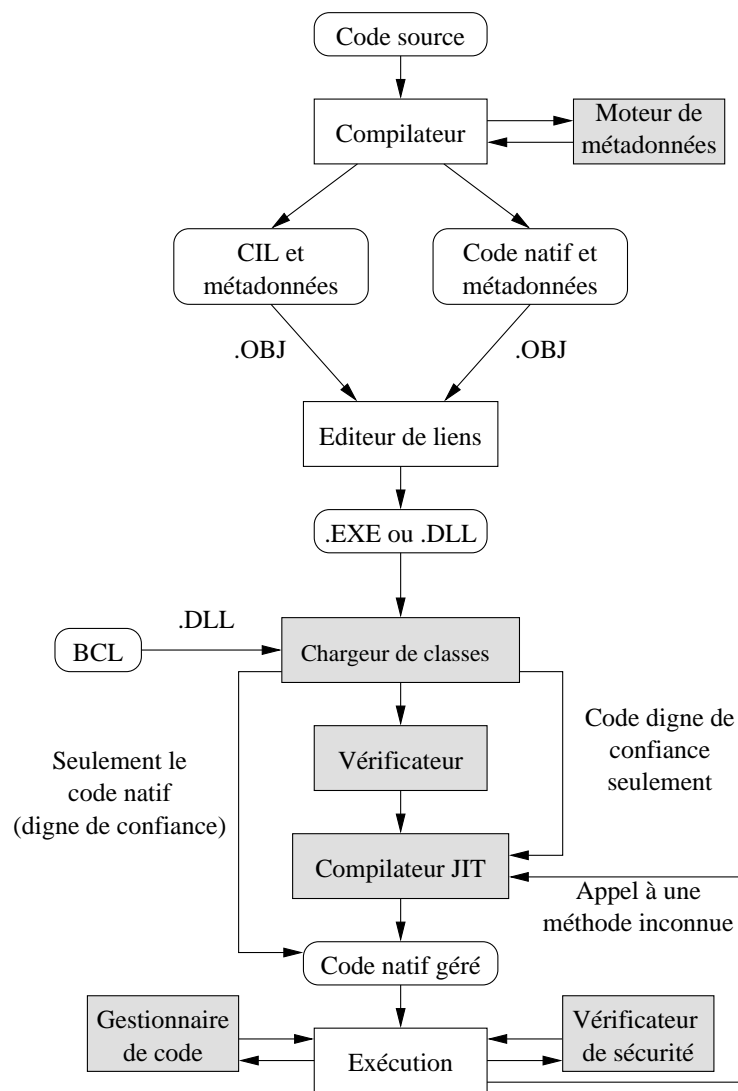 Code source
Compilateur
Moteur de
métadonnées
CIL et
métadonnées
Code natif et
métadonnées
.OBJ
.OBJ
Editeur de liens
.EXE ou .DLL
.DLL
BCL
Chargeur de classes
Code digne de
confiance
seulement
Seulement le
code natif
(digne de confiance)
Vérificateur
Compilateur JIT
Appel à une
méthode inconnue
Code natif géré
Gestionnaire
de code
Exécution
Vérificateur
de sécurité